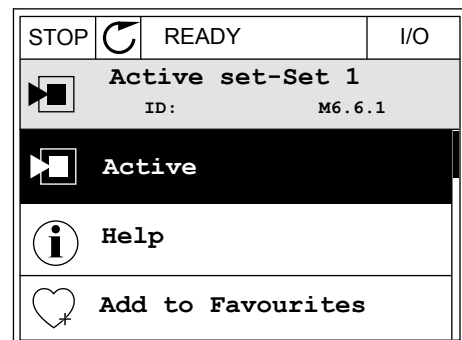 STOP READY I/O
Active set-Set 1
ID: M6.6.1
Active
Help
Add to Favourites